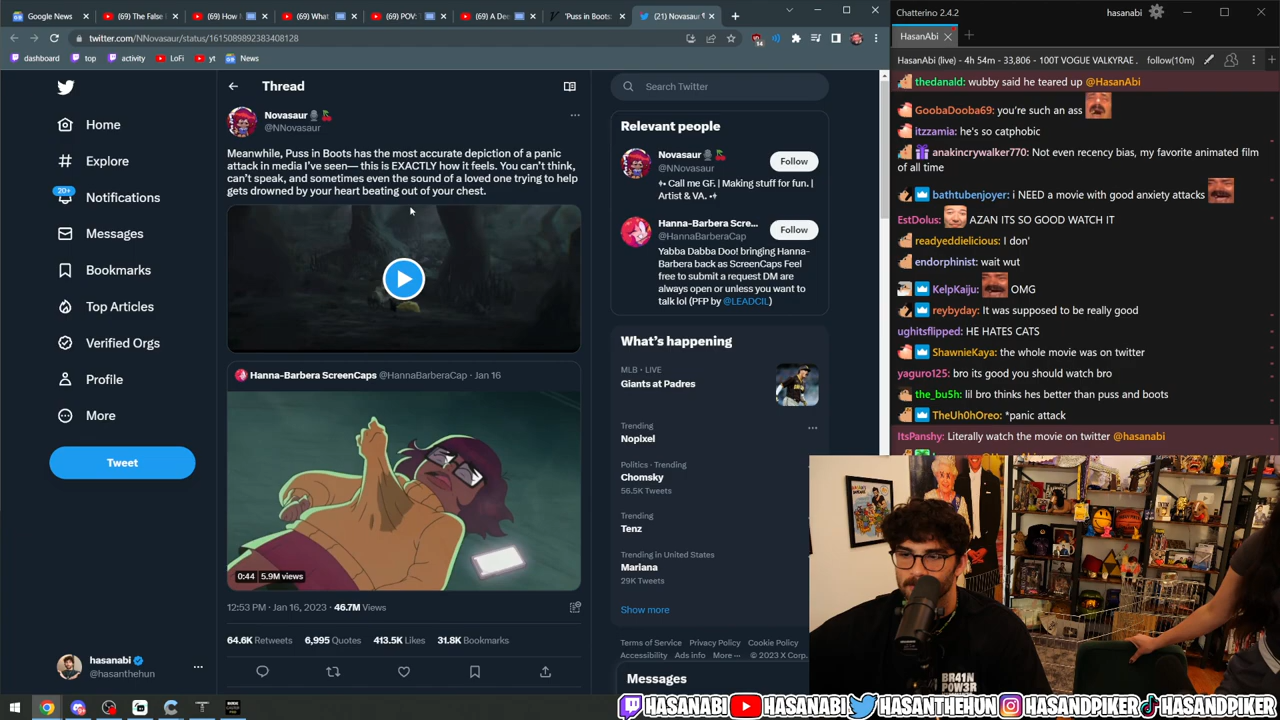 Google News
(69) The False
(69) How
(69) What
(69) POV:
(69) A Dee
'Puss in Boots:
(21) Novasaur
twitter.com/NNovasaur/status/1615089892383408128
dashboard
top
activity
LoFi
yt
News
Home
Explore
20+
Notifications
Messages
Bookmarks
Top Articles
Verified Orgs
Profile
More
Tweet
hasanabi
@hasanthehun
Thread
Novasaur
@NNovasaur
Meanwhile, Puss in Boots has the most accurate depiction of a panic
attack in media I've seen— this is EXACTLY how it feels. You can't think,
can't speak, and sometimes even the sound of a loved one trying to help
gets drowned by your heart beating out of your chest.
Hanna-Barbera ScreenCaps @HannaBarberaCap · Jan 16
0:44 5.9M views
12:53 PM · Jan 16, 2023 · 46.7M Views
64.6K Retweets 6,995 Quotes 413.5K Likes 31.8K Bookmarks
Search Twitter
Relevant people
Novasaur
@NNovasaur
Follow
Call me GF. | Making stuff for fun. |
Artist & VA.
Hanna-Barbera Scre...
@HannaBarberaCap
Follow
Yabba Dabba Doo! bringing Hanna-
Barbera back as ScreenCaps Feel
free to submit a request DM are
always open or unless you want to
talk lol (PFP by @LEADCIL)
What's happening
MLB · LIVE
Giants at Padres
Trending
Nopixel
Politics · Trending
Chomsky
56.5K Tweets
Trending
Tenz
Trending in United States
Mariana
29K Tweets
Show more
Terms of Service Privacy Policy Cookie Policy
Accessibility Ads info More ··· © 2023 X Corp.
Messages
Chatterino 2.4.2
hasanabi
HasanAbi
HasanAbi (live) - 4h 54m - 33,806 - 100T VOGUE VALKYRAE . follow(10m)
thedanald: wubby said he teared up @HasanAbi
GoobaDooba69: you're such an ass
itzzamia: he's so catphobic
anakincrywalker770: Not even recency bias, my favorite animated film
of all time
bathtubenjoyer: i NEED a movie with good anxiety attacks
EstDolus: AZAN ITS SO GOOD WATCH IT
readyeddielicious: I don'
endorphinist: wait wut
KelpKaiju: OMG
reybyday: It was supposed to be really good
ughitsflipped: HE HATES CATS
ShawnieKaya: the whole movie was on twitter
yaguro125: bro its good you should watch bro
the_bu5h: lil bro thinks hes better than puss and boots
TheUh0hOreo: *panic attack
ItsPanshy: Literally watch the movie on twitter @hasanabi
BR41N
POW3R
HASANABI
HASANABI
HASANTHEHUN
HASANDPIKER
HASANDPIKER